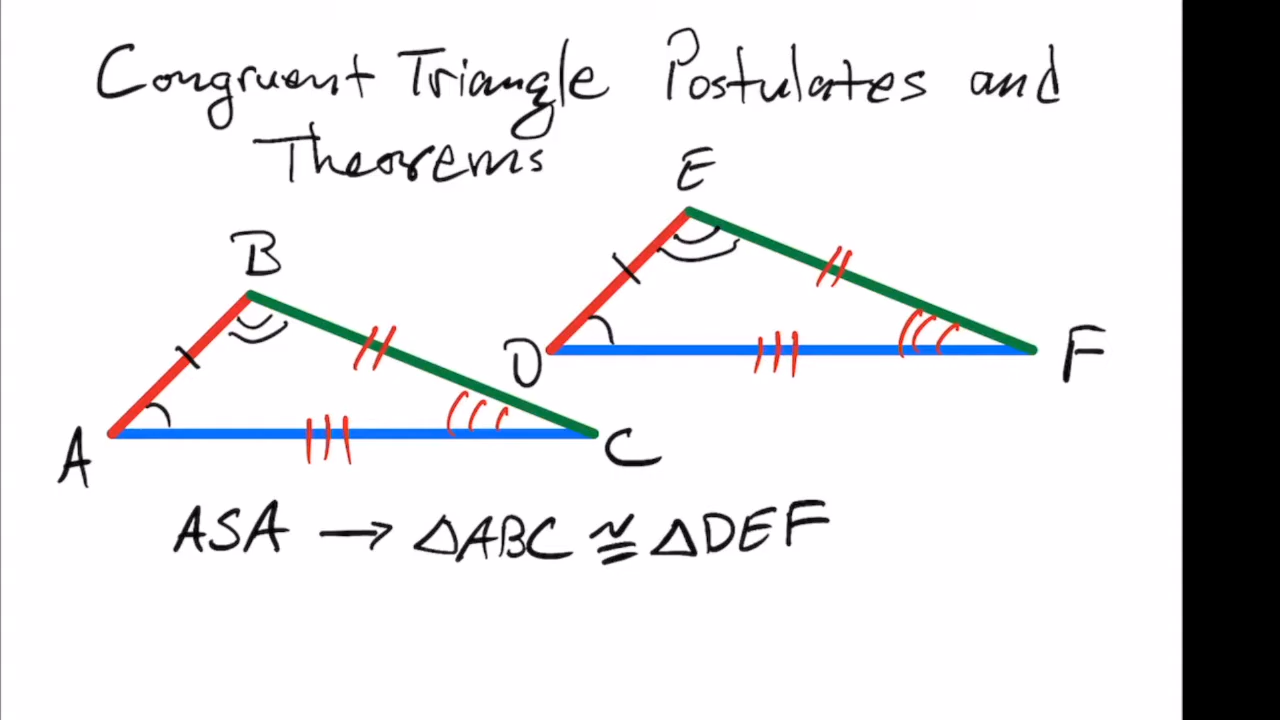 Congruent Triangle Postulates and
Theorems
E
B
D
F
A
C
ASA → △ABC ≅ △DEF